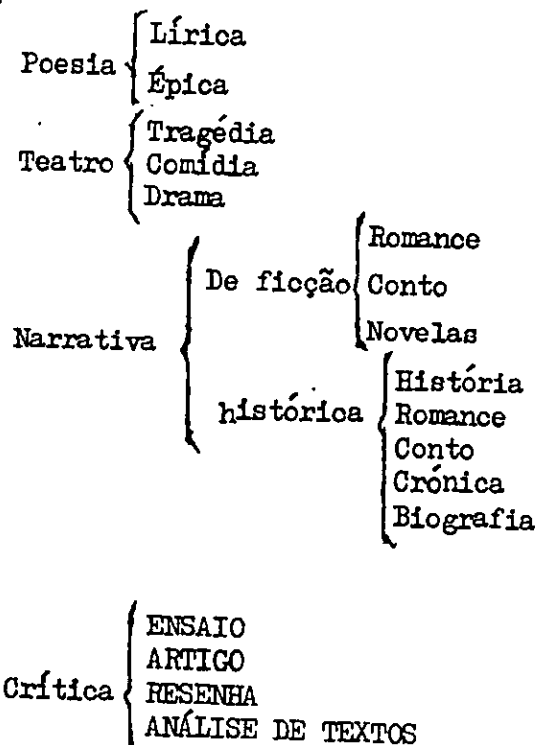 Poesia
Lírica
Épica
Teatro
Tragédia
Comídia
Drama
Narrativa
De ficção
Romance
Conto
Novelas
histórica
História
Romance
Conto
Crónica
Biografia
Crítica
ENSAIO
ARTIGO
RESENHA
ANÁLISE DE TEXTOS